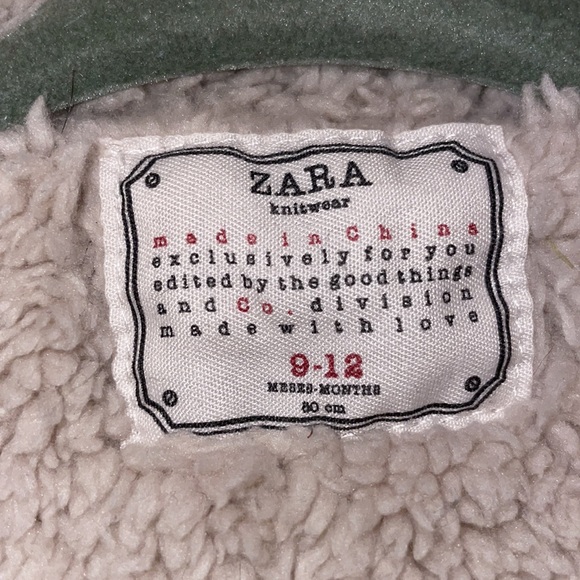 ZARA
knitwear
made in China
exclusively for you
edited by the good things
and Co. division
made with love
9-12
MESES-MONTHS
80 cm